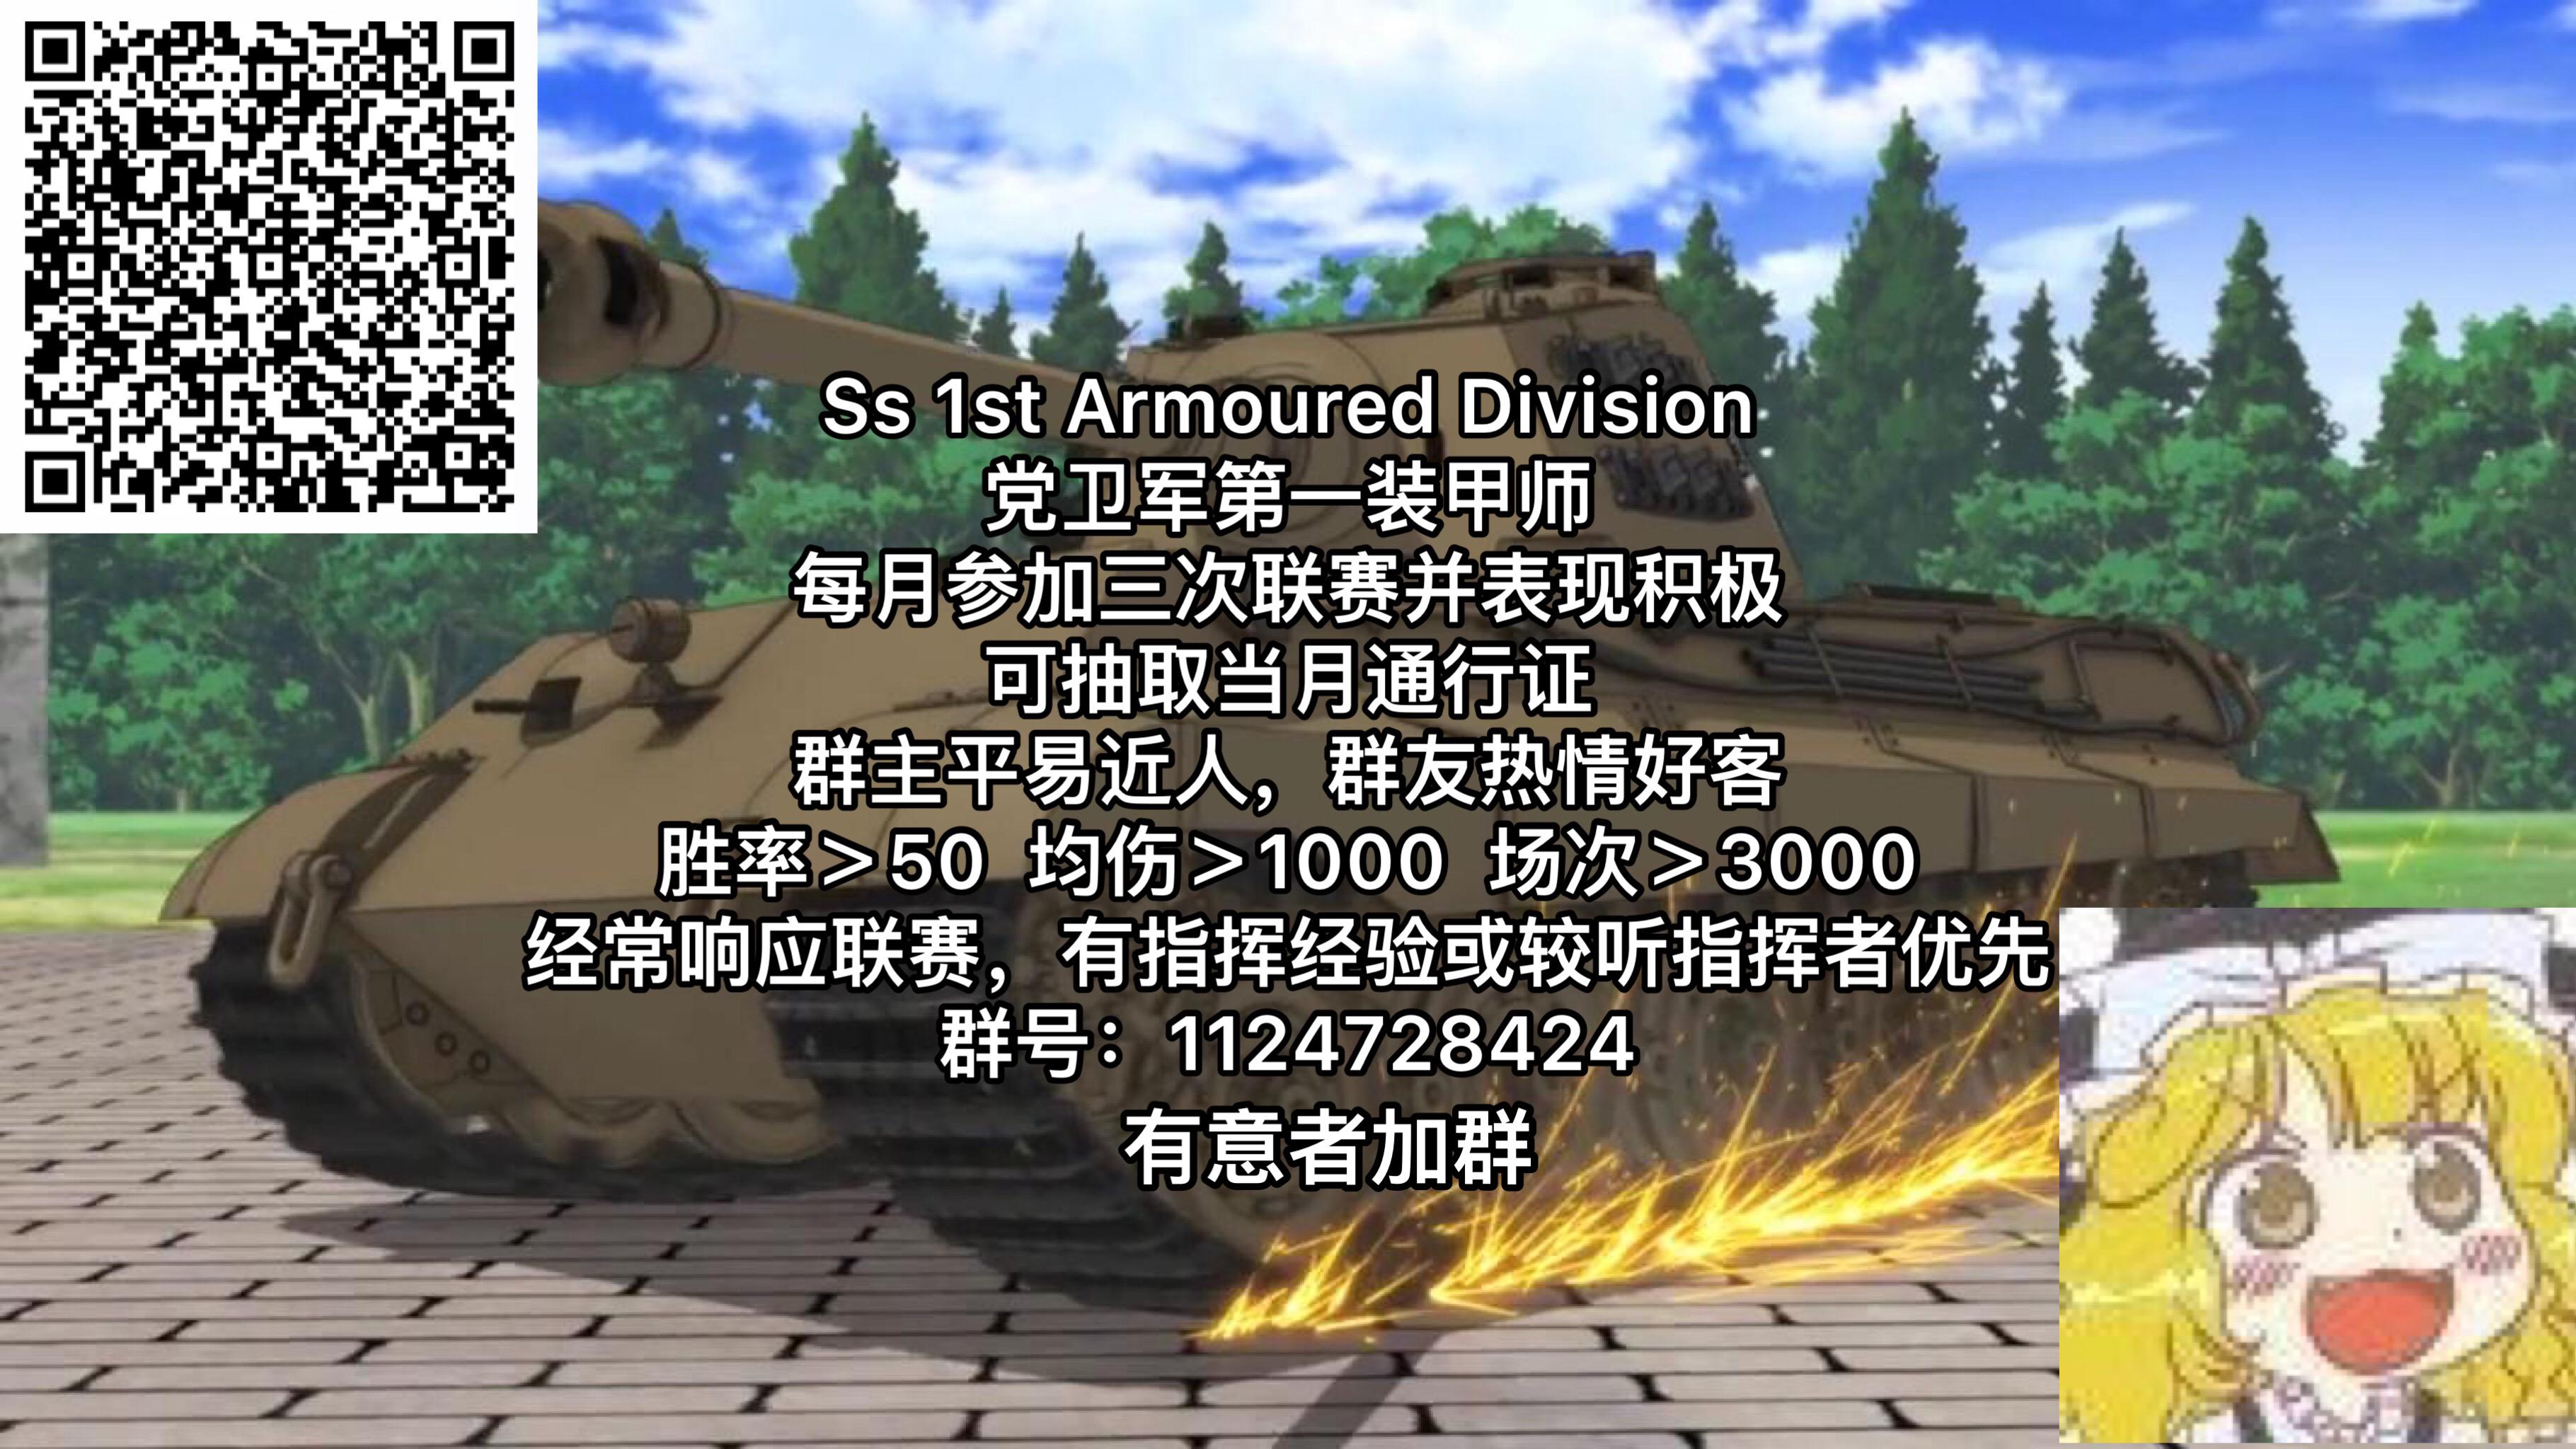 Ss 1st Armoured Division
党卫军第一装甲师
每月参加三次联赛并表现积极
可抽取当月通行证
群主平易近人，群友热情好客
胜率＞50 均伤＞1000 场次＞3000
经常响应联赛，有指挥经验或较听指挥者优先
群号：1124728424
有意者加群